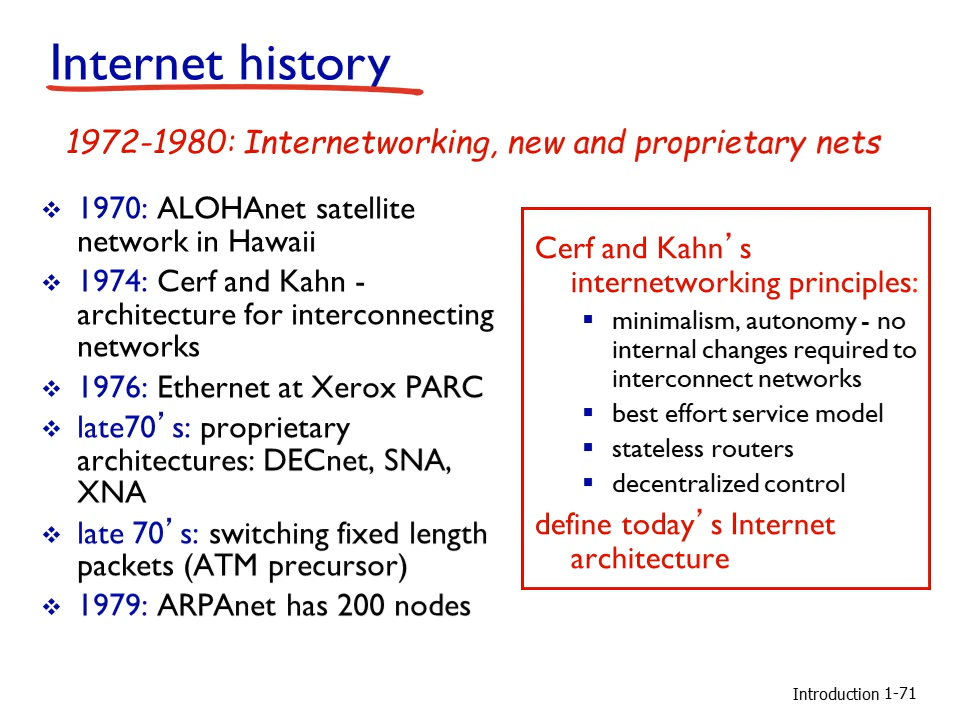 Internet history
1972-1980: Internetworking, new and proprietary nets
1970: ALOHAnet satellite
network in Hawaii
1974: Cerf and Kahn -
architecture for interconnecting
networks
1976: Ethernet at Xerox PARC
late70’s: proprietary
architectures: DECnet, SNA,
XNA
late 70’s: switching fixed length
packets (ATM precursor)
1979: ARPAnet has 200 nodes
Cerf and Kahn’s
internetworking principles:
minimalism, autonomy - no
internal changes required to
interconnect networks
best effort service model
stateless routers
decentralized control
define today’s Internet
architecture
Introduction 1-71